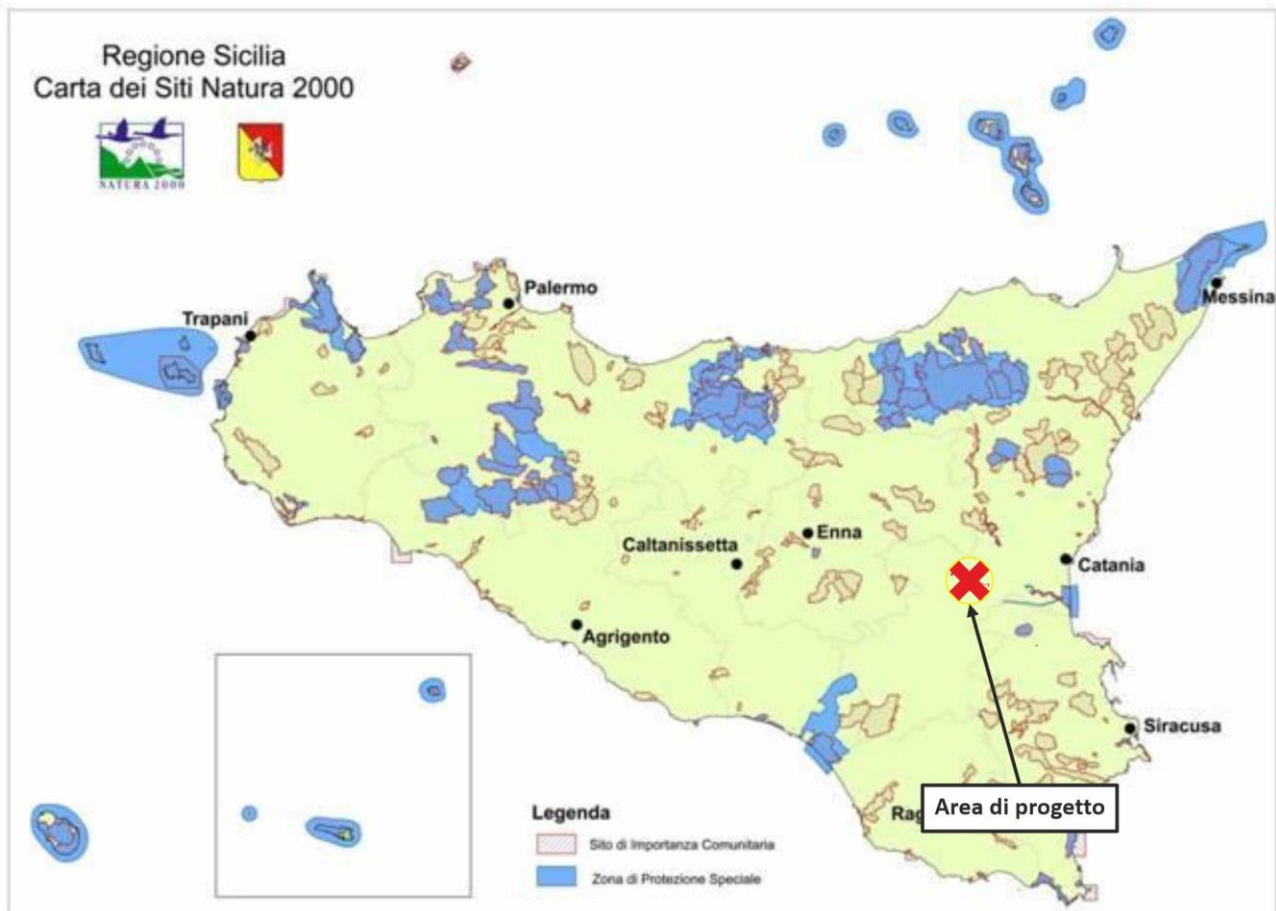 Regione Sicilia
Carta dei Siti Natura 2000
NATURA 2000
Palermo
Trapani
Messina
Enna
Caltanissetta
Catania
Agrigento
Siracusa
Area di progetto
Rag
Legenda
Sito di Importanza Comunitaria
Zona di Protezione Speciale